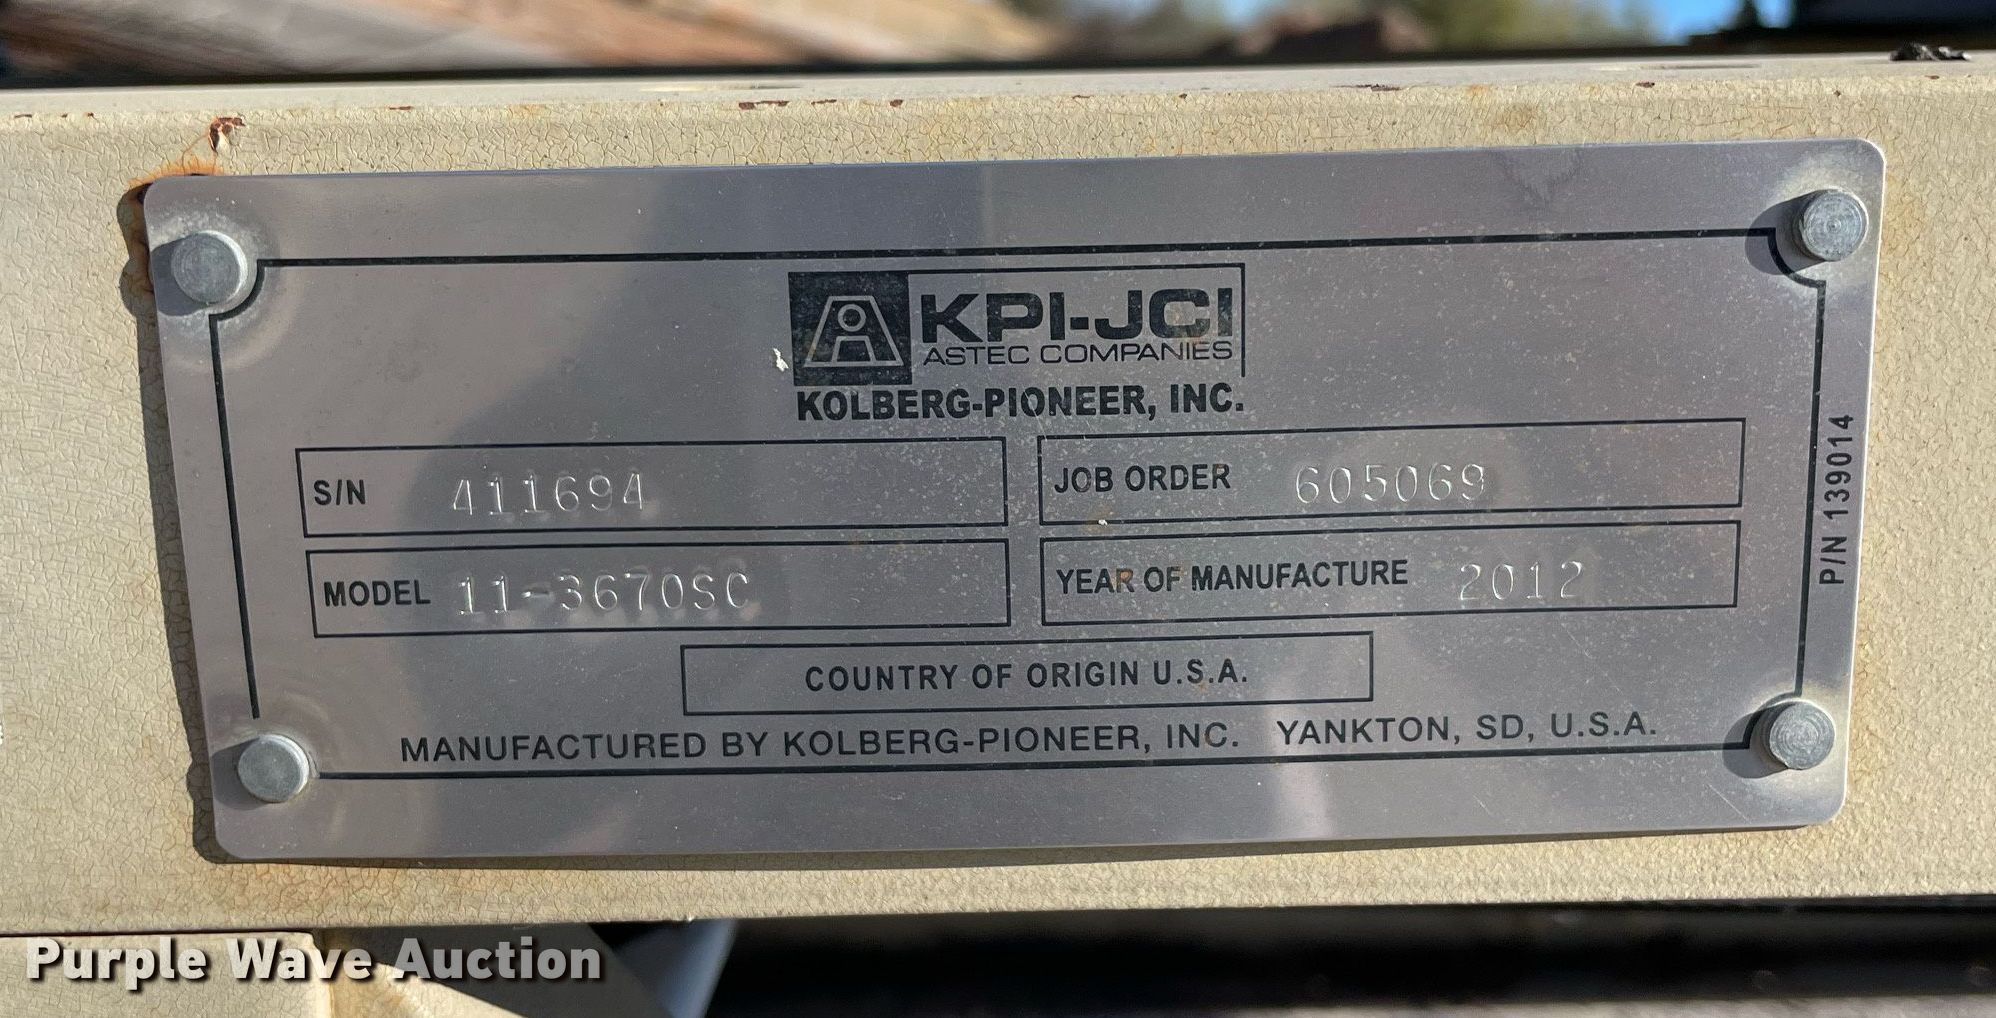 KPI-JCI
ASTEC COMPANIES
KOLBERG-PIONEER, INC.
S/N 411694
JOB ORDER 605069
MODEL 11-3670SC
YEAR OF MANUFACTURE 2012
COUNTRY OF ORIGIN U.S.A.
MANUFACTURED BY KOLBERG-PIONEER, INC. YANKTON, SD, U.S.A.
P/N 139014
Purple Wave Auction